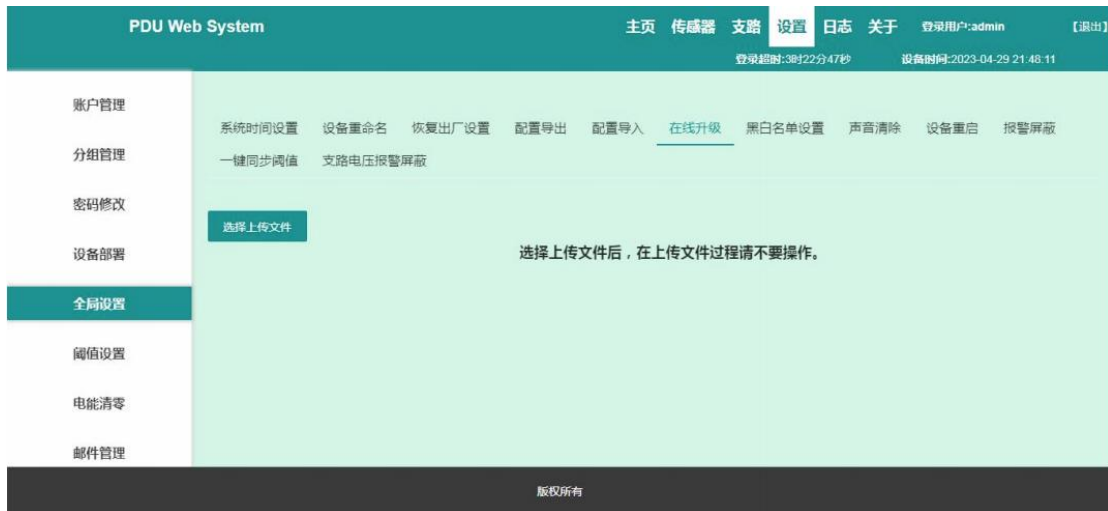 PDU Web System 主页 传感器 支路 设置 日志 关于 登录用户:admin 【退出】
登录超时:3时22分47秒 设备时间:2023-04-29 21:48:11
账户管理
分组管理
密码修改
设备部署
全局设置
阈值设置
电能清零
邮件管理
系统时间设置 设备重命名 恢复出厂设置 配置导出 配置导入 在线升级 黑白名单设置 声音清除 设备重启 报警屏蔽
一键同步阈值 支路电压报警屏蔽
选择上传文件
选择上传文件后，在上传文件过程请不要操作。
版权所有